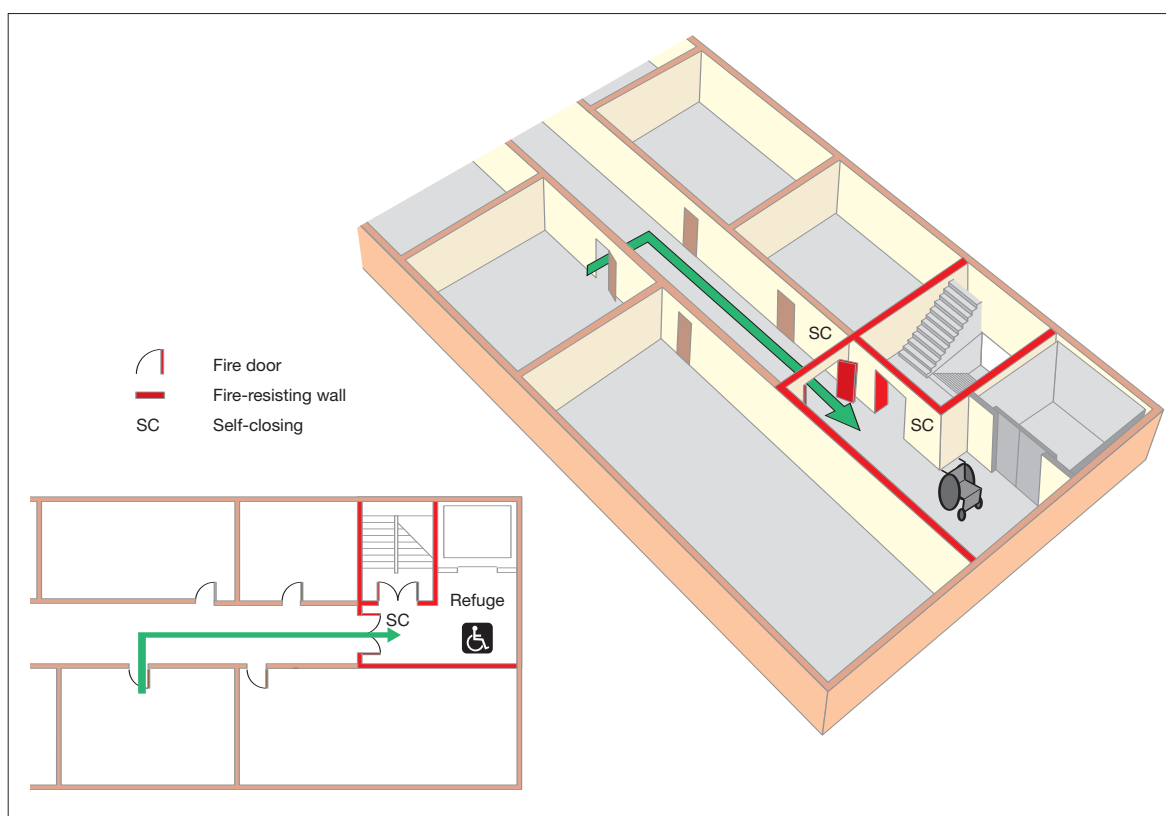 SC
SC
Fire door
Fire-resisting wall
SC Self-closing
Refuge
SC